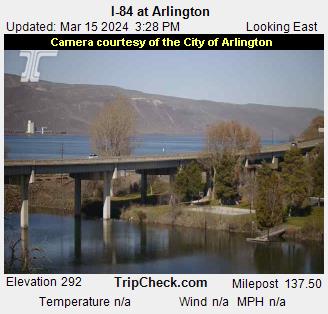 I-84 at Arlington
Updated: Mar 15 2024 3:28 PM Looking East
Camera courtesy of the City of Arlington
Elevation 292 TripCheck.com Milepost 137.50
Temperature n/a Wind n/a MPH n/a